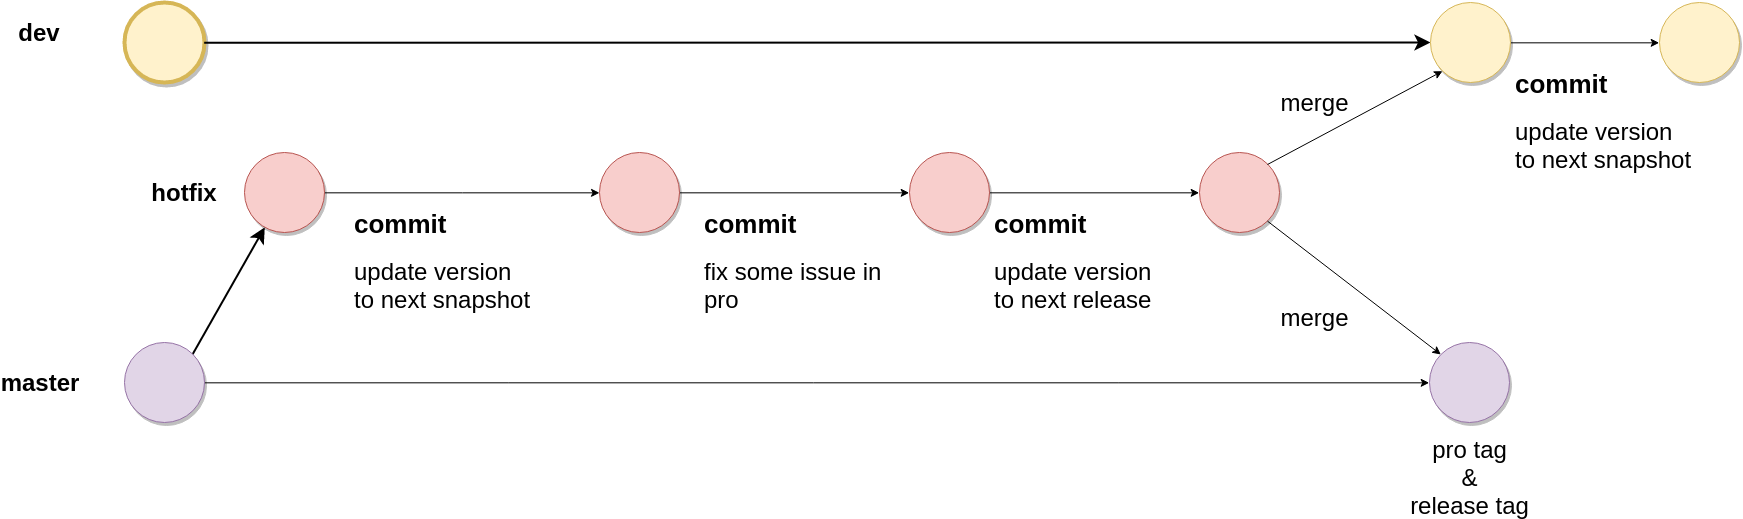 dev
merge
commit
update version
to next snapshot
hotfix
commit
update version
to next snapshot
commit
fix some issue in
pro
commit
update version
to next release
merge
master
pro tag
&
release tag